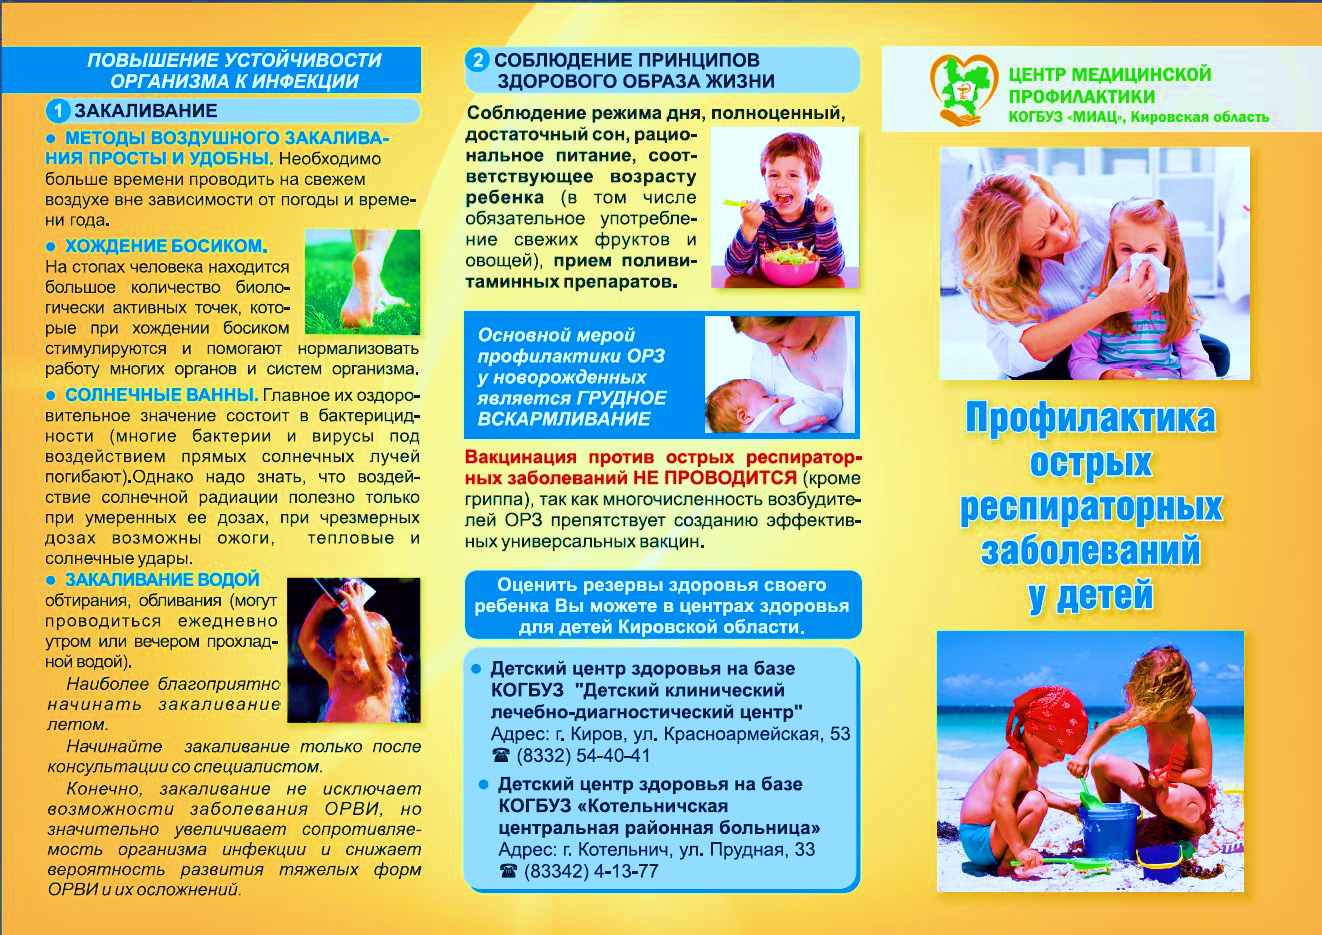 ПОВЫШЕНИЕ УСТОЙЧИВОСТИ
ОРГАНИЗМА К ИНФЕКЦИИ
1 ЗАКАЛИВАНИЕ
● МЕТОДЫ ВОЗДУШНОГО ЗАКАЛИВА-
НИЯ ПРОСТЫ И УДОБНЫ. Необходимо
больше времени проводить на свежем
воздухе вне зависимости от погоды и време-
ни года.
● ХОЖДЕНИЕ БОСИКОМ.
На стопах человека находится
большое количество биоло-
гически активных точек, кото-
рые при хождении босиком
стимулируются и помогают нормализовать
работу многих органов и систем организма.
● СОЛНЕЧНЫЕ ВАННЫ. Главное их оздоро-
вительное значение состоит в бактерицид-
ности (многие бактерии и вирусы под
воздействием прямых солнечных лучей
погибают).Однако надо знать, что воздей-
ствие солнечной радиации полезно только
при умеренных ее дозах, при чрезмерных
дозах возможны ожоги, тепловые и
солнечные удары.
● ЗАКАЛИВАНИЕ ВОДОЙ
обтирания, обливания (могут
проводиться ежедневно
утром или вечером прохлад-
ной водой).
Наиболее благоприятно
начинать закаливание
летом.
Начинайте закаливание только после
консультации со специалистом.
Конечно, закаливание не исключает
возможности заболевания ОРВИ, но
значительно увеличивает сопротивляе-
мость организма инфекции и снижает
вероятность развития тяжелых форм
ОРВИ и их осложнений.
2 СОБЛЮДЕНИЕ ПРИНЦИПОВ
ЗДОРОВОГО ОБРАЗА ЖИЗНИ
Соблюдение режима дня, полноценный,
достаточный сон, рацио-
нальное питание, соот-
ветствующее возрасту
ребенка (в том числе
обязательное употребле-
ние свежих фруктов и
овощей), прием поливи-
таминных препаратов.
Основной мерой
профилактики ОРЗ
у новорожденных
является ГРУДНОЕ
ВСКАРМЛИВАНИЕ
Вакцинация против острых респиратор-
ных заболеваний НЕ ПРОВОДИТСЯ (кроме
гриппа), так как многочисленность возбудите-
лей ОРЗ препятствует созданию эффектив-
ных универсальных вакцин.
Оценить резервы здоровья своего
ребенка Вы можете в центрах здоровья
для детей Кировской области.
● Детский центр здоровья на базе
КОГБУЗ "Детский клинический
лечебно-диагностический центр"
Адрес: г. Киров, ул. Красноармейская, 53
☎ (8332) 54-40-41
● Детский центр здоровья на базе
КОГБУЗ «Котельничская
центральная районная больница»
Адрес: г. Котельнич, ул. Прудная, 33
☎ (83342) 4-13-77
ЦЕНТР МЕДИЦИНСКОЙ
ПРОФИЛАКТИКИ
КОГБУЗ «МИАЦ», Кировская область
Профилактика
острых
респираторных
заболеваний
у детей